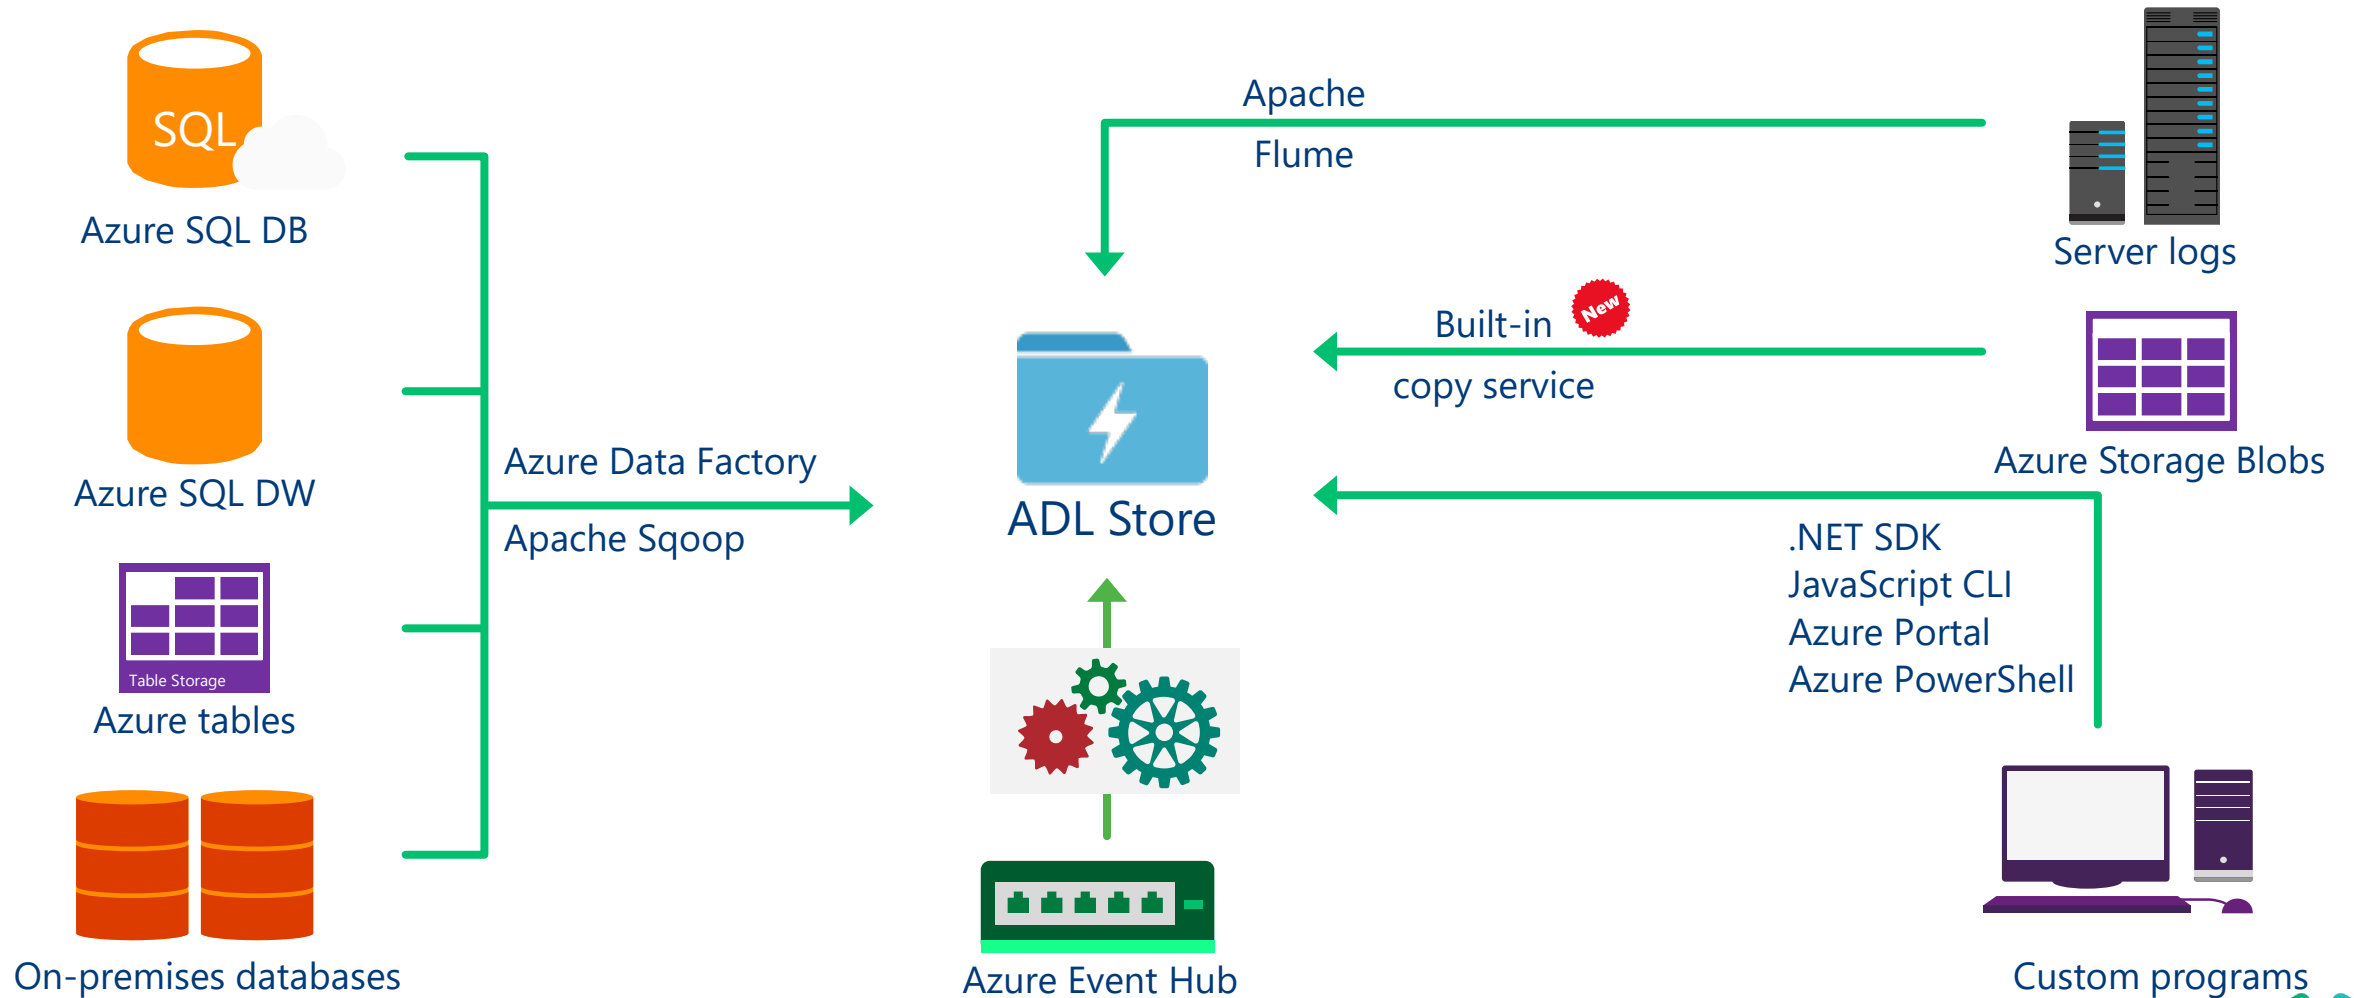 SQL
Azure SQL DB
Azure SQL DW
Table Storage
Azure tables
On-premises databases
Azure Data Factory
Apache Sqoop
Apache
Flume
ADL Store
Azure Event Hub
Server logs
Built-in
New
copy service
Azure Storage Blobs
.NET SDK
JavaScript CLI
Azure Portal
Azure PowerShell
Custom programs